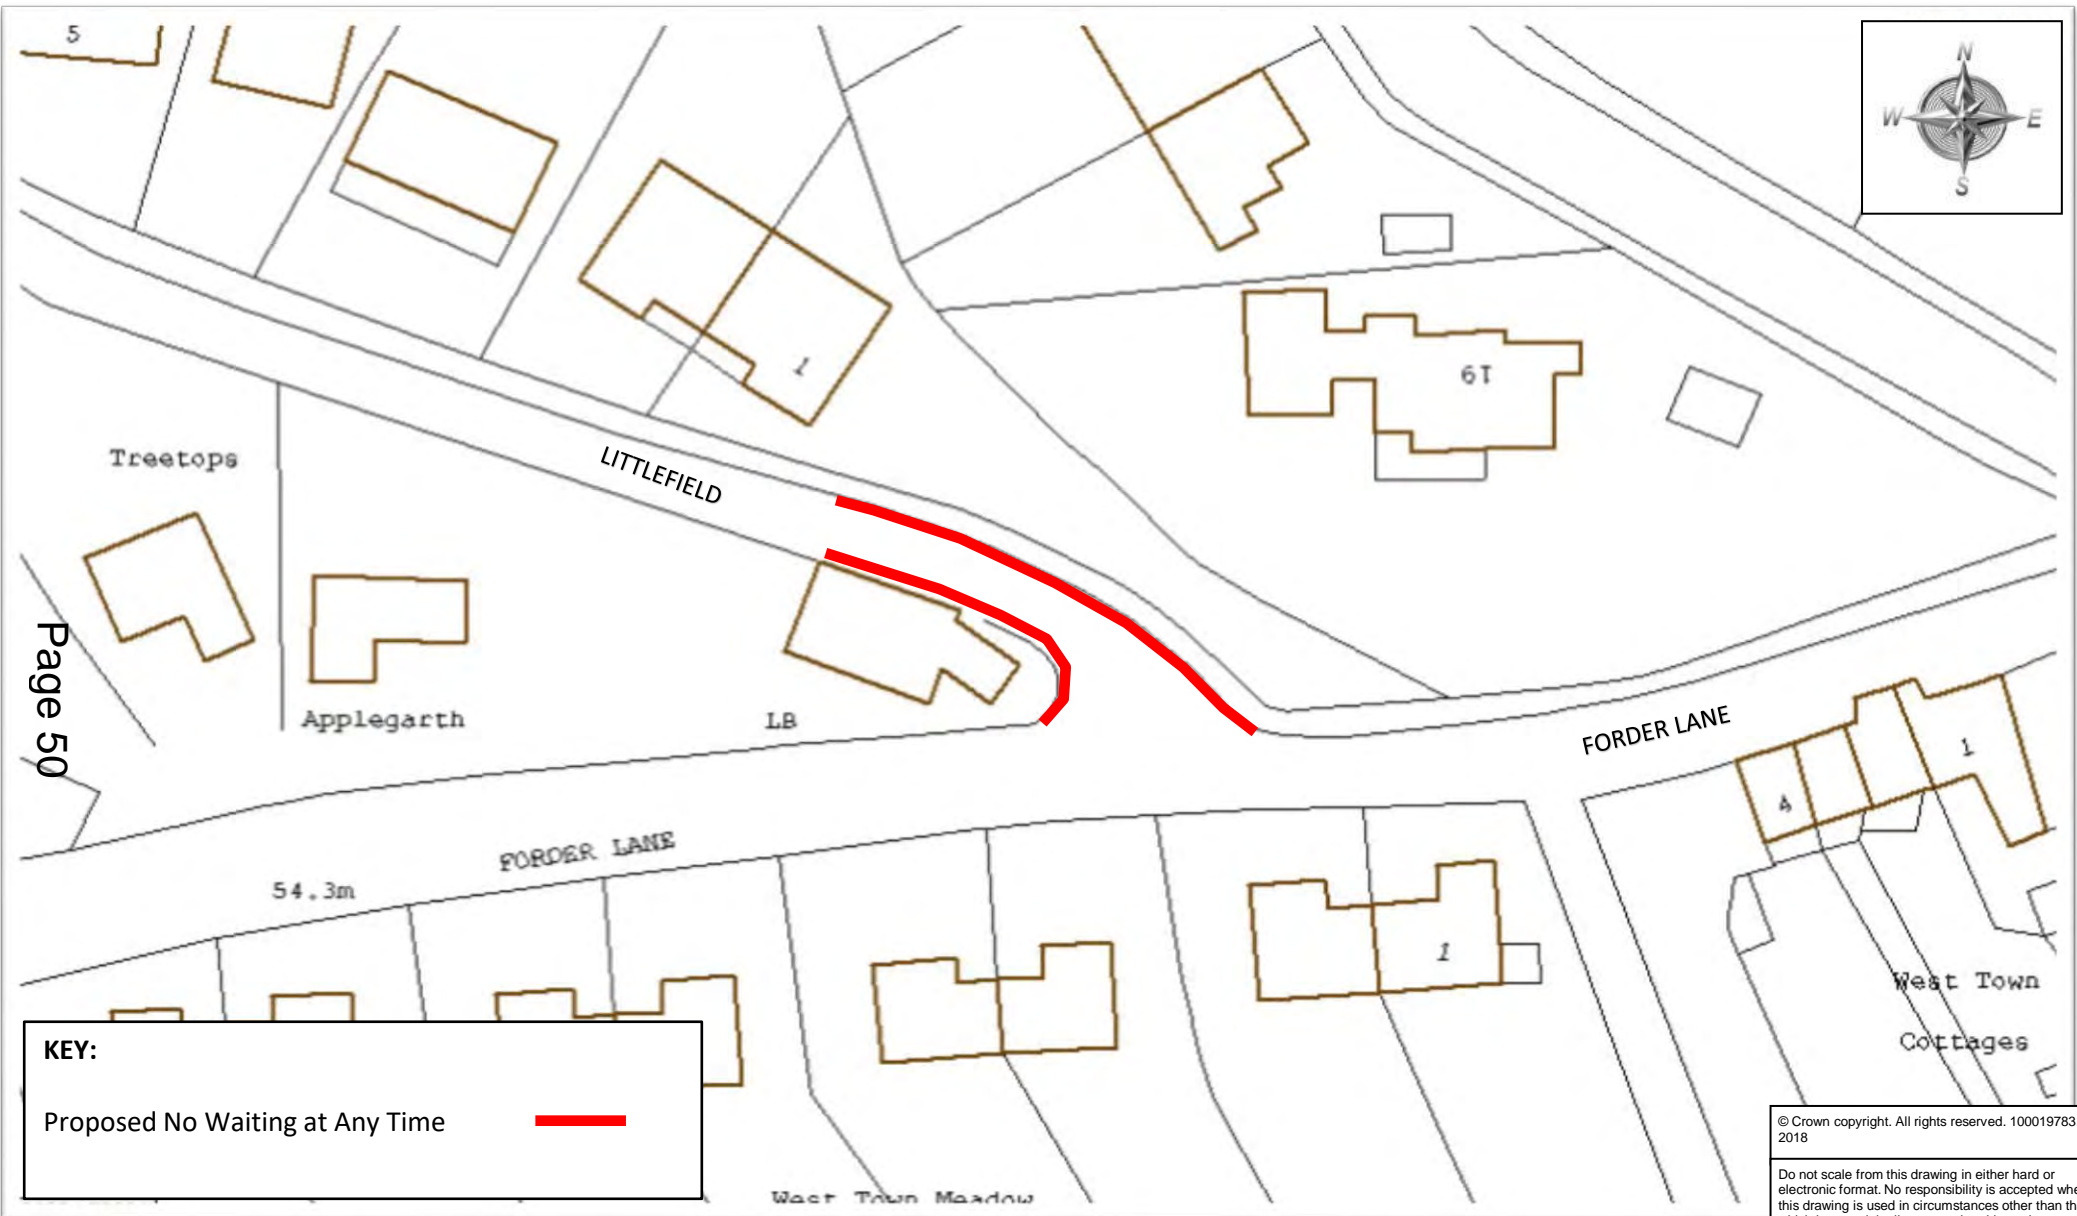 5
N
W
E
S
1
61
Treetops
LITTLEFIELD
Page 50
Applegarth
LB
FORDER LANE
1
4
FORDER LANE
54.3m
1
West Town
Cottages
KEY:
Proposed No Waiting at Any Time
West Town Meadow
© Crown copyright. All rights reserved. 100019783
2018
Do not scale from this drawing in either hard or
electronic format. No responsibility is accepted
this drawing is used in circumstances other than